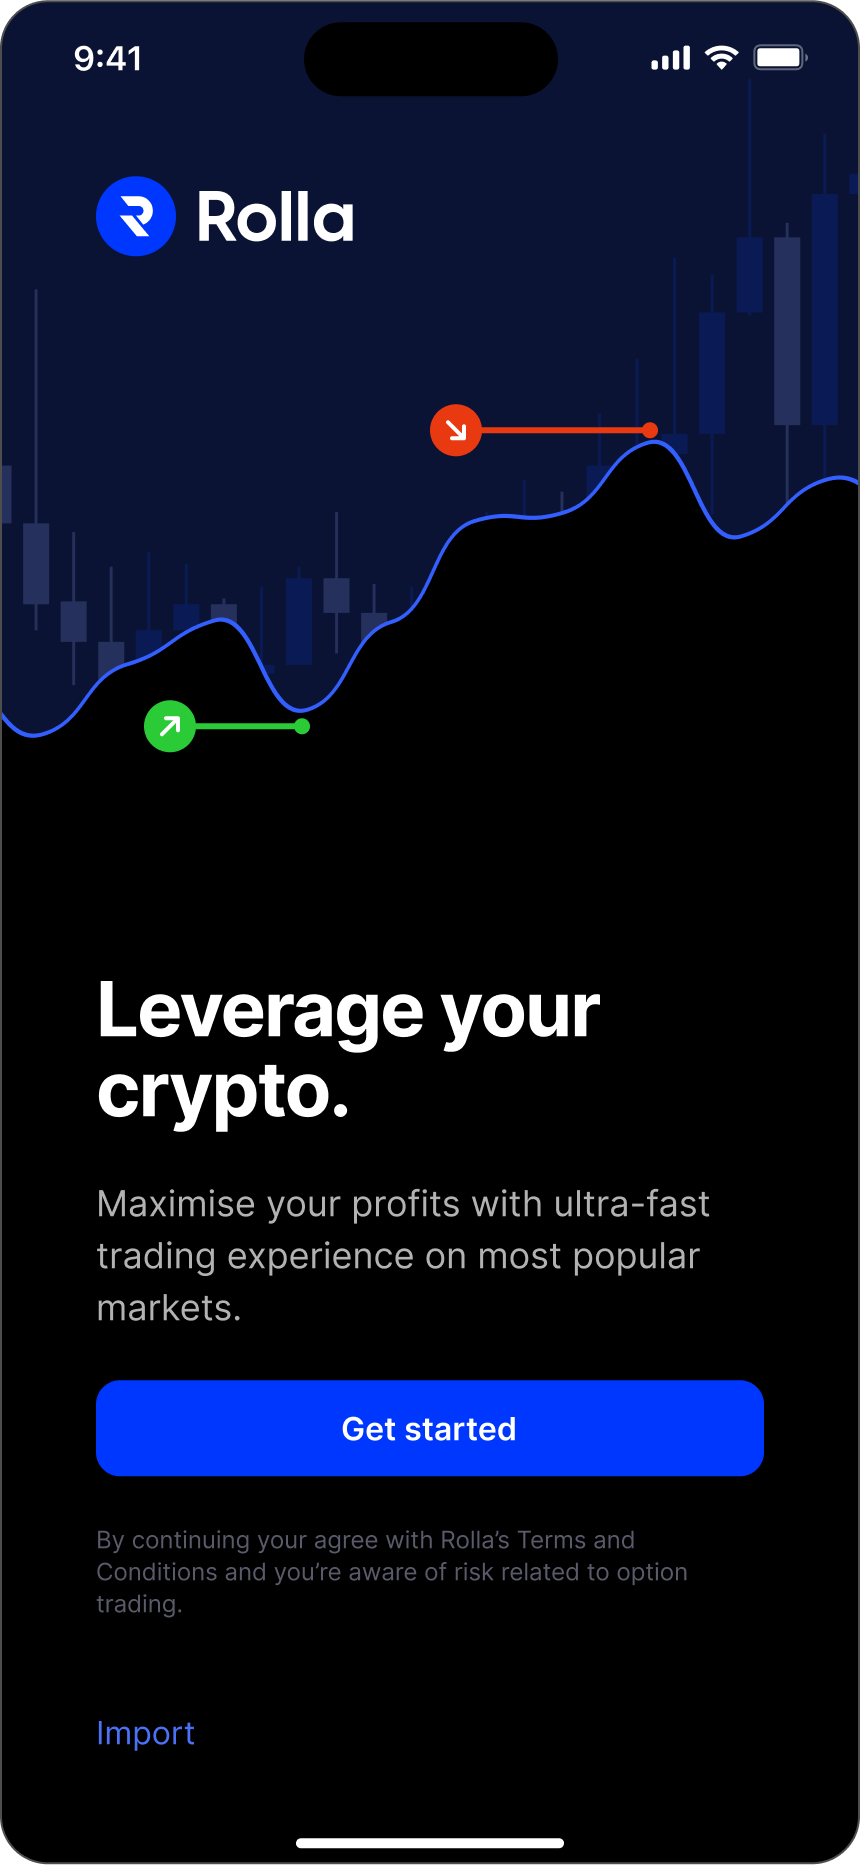 9:41
Rolla
Leverage your
crypto.
Maximise your profits with ultra-fast
trading experience on most popular
markets.
Get started
By continuing your agree with Rolla’s Terms and
Conditions and you’re aware of risk related to option
trading.
Import